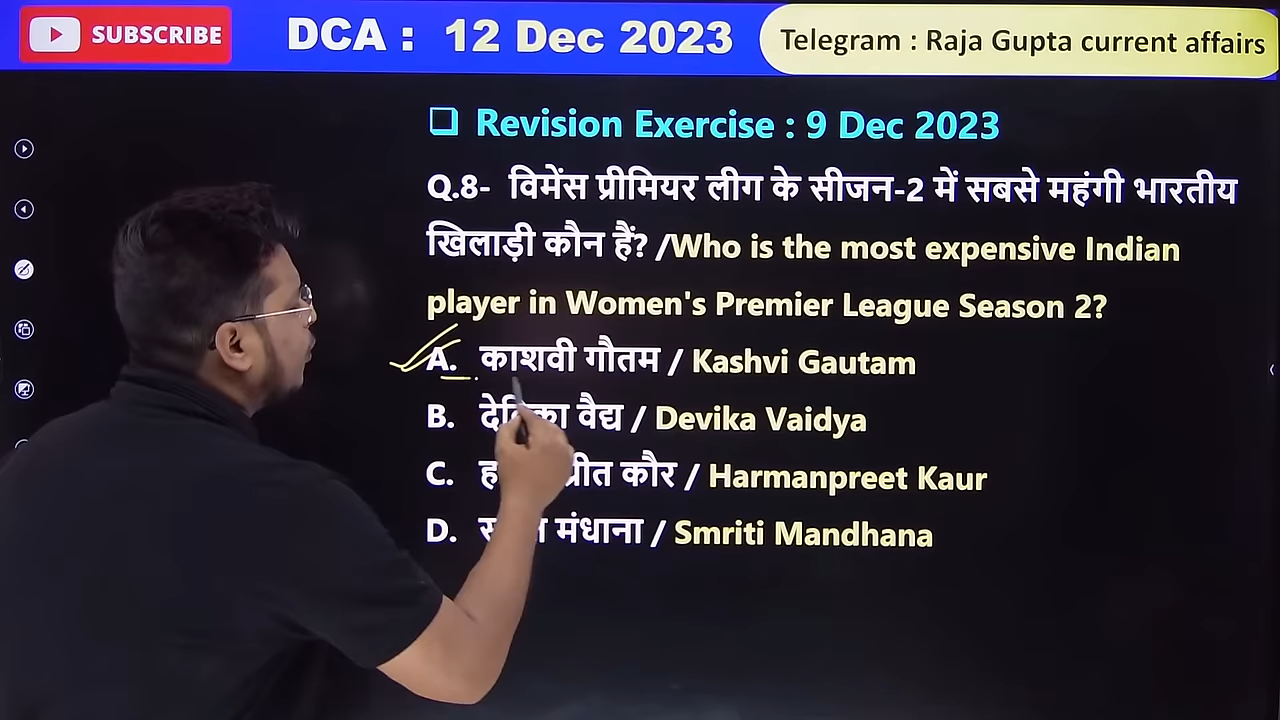 SUBSCRIBE
DCA : 12 Dec 2023
Telegram : Raja Gupta current affairs
Revision Exercise : 9 Dec 2023
Q.8- विमेंस प्रीमियर लीग के सीजन-2 में सबसे महंगी भारतीय
खिलाड़ी कौन हैं? /Who is the most expensive Indian
player in Women's Premier League Season 2?
A. काशवी गौतम / Kashvi Gautam
B. वैद्य / Devika Vaidya
C. कौर / Harmanpreet Kaur
D. मंधाना / Smriti Mandhana